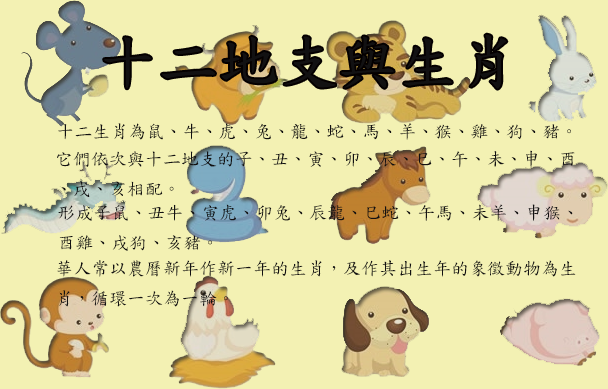 十二地支與生肖
十二生肖為鼠、牛、虎、兔、龍、蛇、馬、羊、猴、雞、狗、豬。
它們依次與十二地支的子、丑、寅、卯、辰、巳、午、未、申、酉
、戌、亥相配。
形成子鼠、丑牛、寅虎、卯兔、辰龍、巳蛇、午馬、未羊、申猴、
酉雞、戌狗、亥豬。
華人常以農曆新年作新一年的生肖，及作其出生年的象徵動物為生
肖，循環一次為一輪。